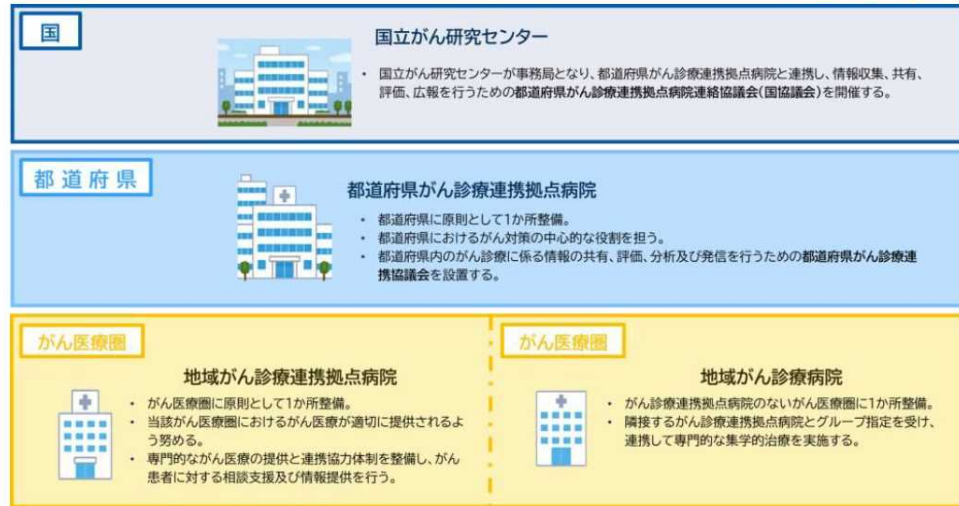 国
国立がん研究センター
・ 国立がん研究センターが事務局となり、都道府県がん診療連携拠点病院と連携し、情報収集、共有、
評価、広報を行うための都道府県がん診療連携拠点病院連絡協議会(国協議会)を開催する。
都道府県
都道府県がん診療連携拠点病院
・ 都道府県に原則として1か所整備。
・ 都道府県におけるがん対策の中心的な役割を担う。
・ 都道府県内のがん診療に係る情報の共有、評価、分析及び発信を行うための都道府県がん診療連
携協議会を設置する。
がん医療圏
地域がん診療連携拠点病院
・ がん医療圏に原則として1か所整備。
・ 当該がん医療圏におけるがん医療が適切に提供されるよ
う努める。
・ 専門的ながん医療の提供と連携協力体制を整備し、がん
患者に対する相談支援及び情報提供を行う。
がん医療圏
地域がん診療病院
・ がん診療連携拠点病院のないがん医療圏に1か所整備。
・ 隣接するがん診療連携拠点病院とグループ指定を受け、
連携して専門的な集学的治療を実施する。